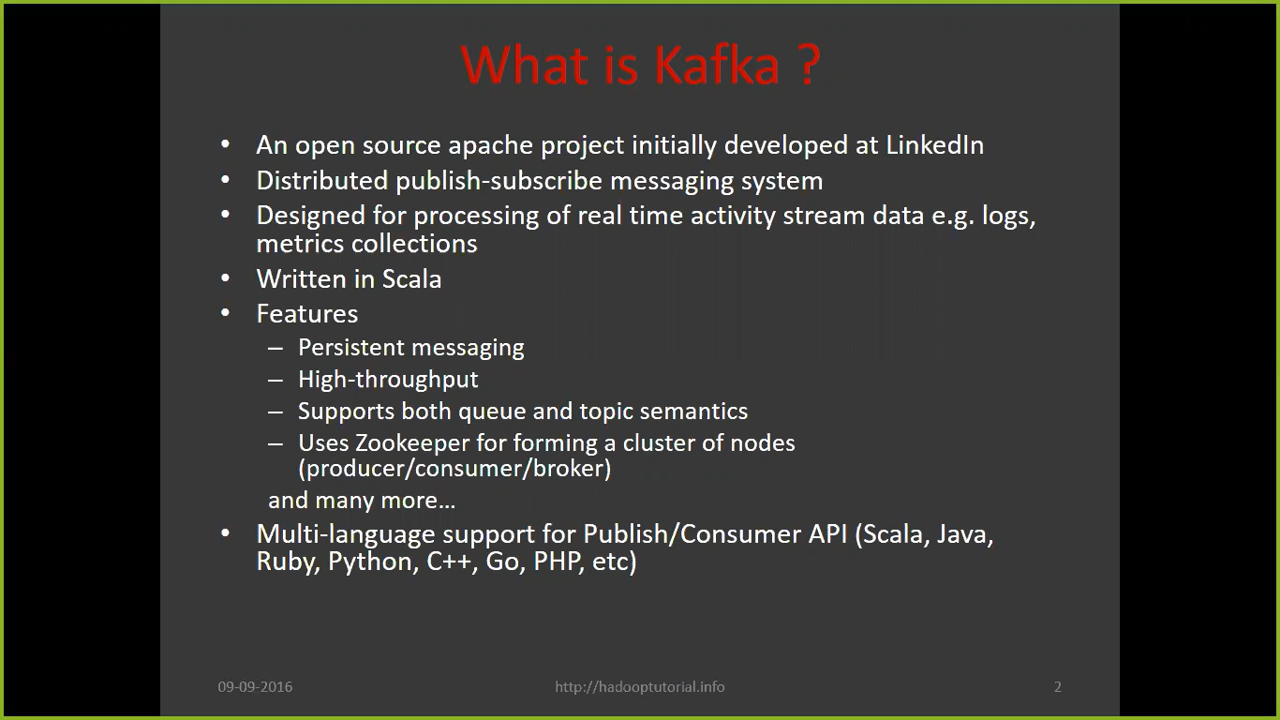 What is Kafka ?
• An open source apache project initially developed at LinkedIn
• Distributed publish-subscribe messaging system
• Designed for processing of real time activity stream data e.g. logs,
metrics collections
• Written in Scala
• Features
– Persistent messaging
– High-throughput
– Supports both queue and topic semantics
– Uses Zookeeper for forming a cluster of nodes
(producer/consumer/broker)
and many more…
• Multi-language support for Publish/Consumer API (Scala, Java,
Ruby, Python, C++, Go, PHP, etc)
09-09-2016 http://hadooptutorial.info 2